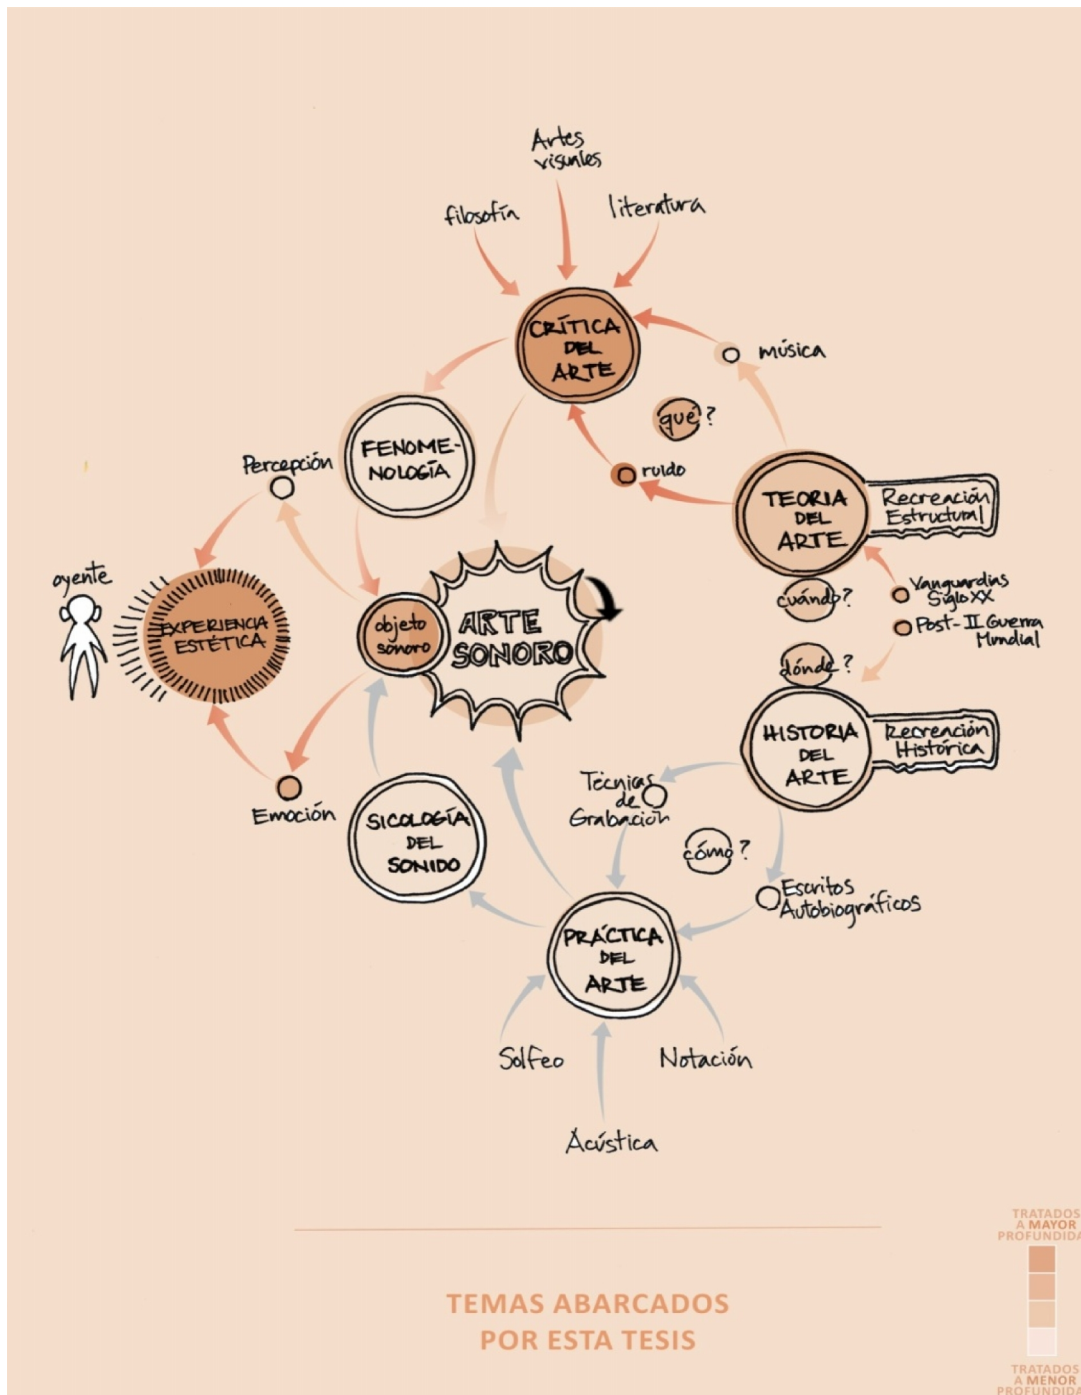 Artes
visuales
filosofía
literatura
CRÍTICA
DEL
ARTE
música
qué?
FENOME-
NOLOGÍA
Percepción
ruido
TEORIA
DEL
ARTE
Recreación
Estructural
oyente
EXPERIENCIA
ESTÉTICA
objeto
sonoro
ARTE
SONORO
cuándo?
Vanguardias
Siglo XX
Post-II Guerra
Mundial
dónde?
HISTORIA
DEL
ARTE
Recreación
Histórica
Emoción
SICOLOGÍA
DEL
SONIDO
Técnicas
de
Grabación
cómo?
Escritos
Autobiográficos
PRÁCTICA
DEL
ARTE
Solfeo
Notación
Acústica
TEMAS ABARCADOS
POR ESTA TESIS
TRATADOS
A MAYOR
PROFUNDIDA
TRATADOS
A MENOR
PROFUNDIDA